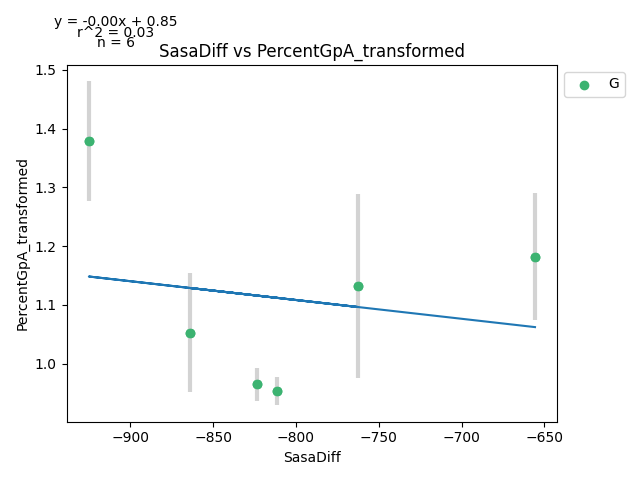 y = -0.00x + 0.85
r^2 = 0.03
n = 6
SasaDiff vs PercentGpA_transformed
G
PercentGpA_transformed
1.5
1.4
1.3
1.2
1.1
1.0
−900
−850
−800
−750
−700
−650
SasaDiff